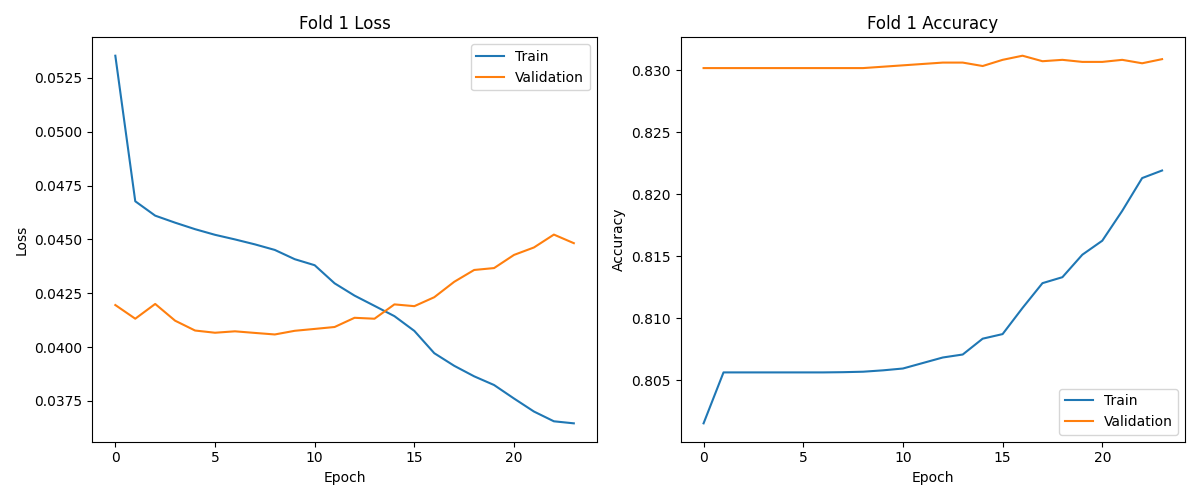 Fold 1 Loss
Train
Validation
0.0525
0.0500
0.0475
0.0450
0.0425
0.0400
0.0375
Loss
0 5 10 15 20
Epoch
Fold 1 Accuracy
0.830
0.825
0.820
0.815
0.810
0.805
Accuracy
Train
Validation
0 5 10 15 20
Epoch